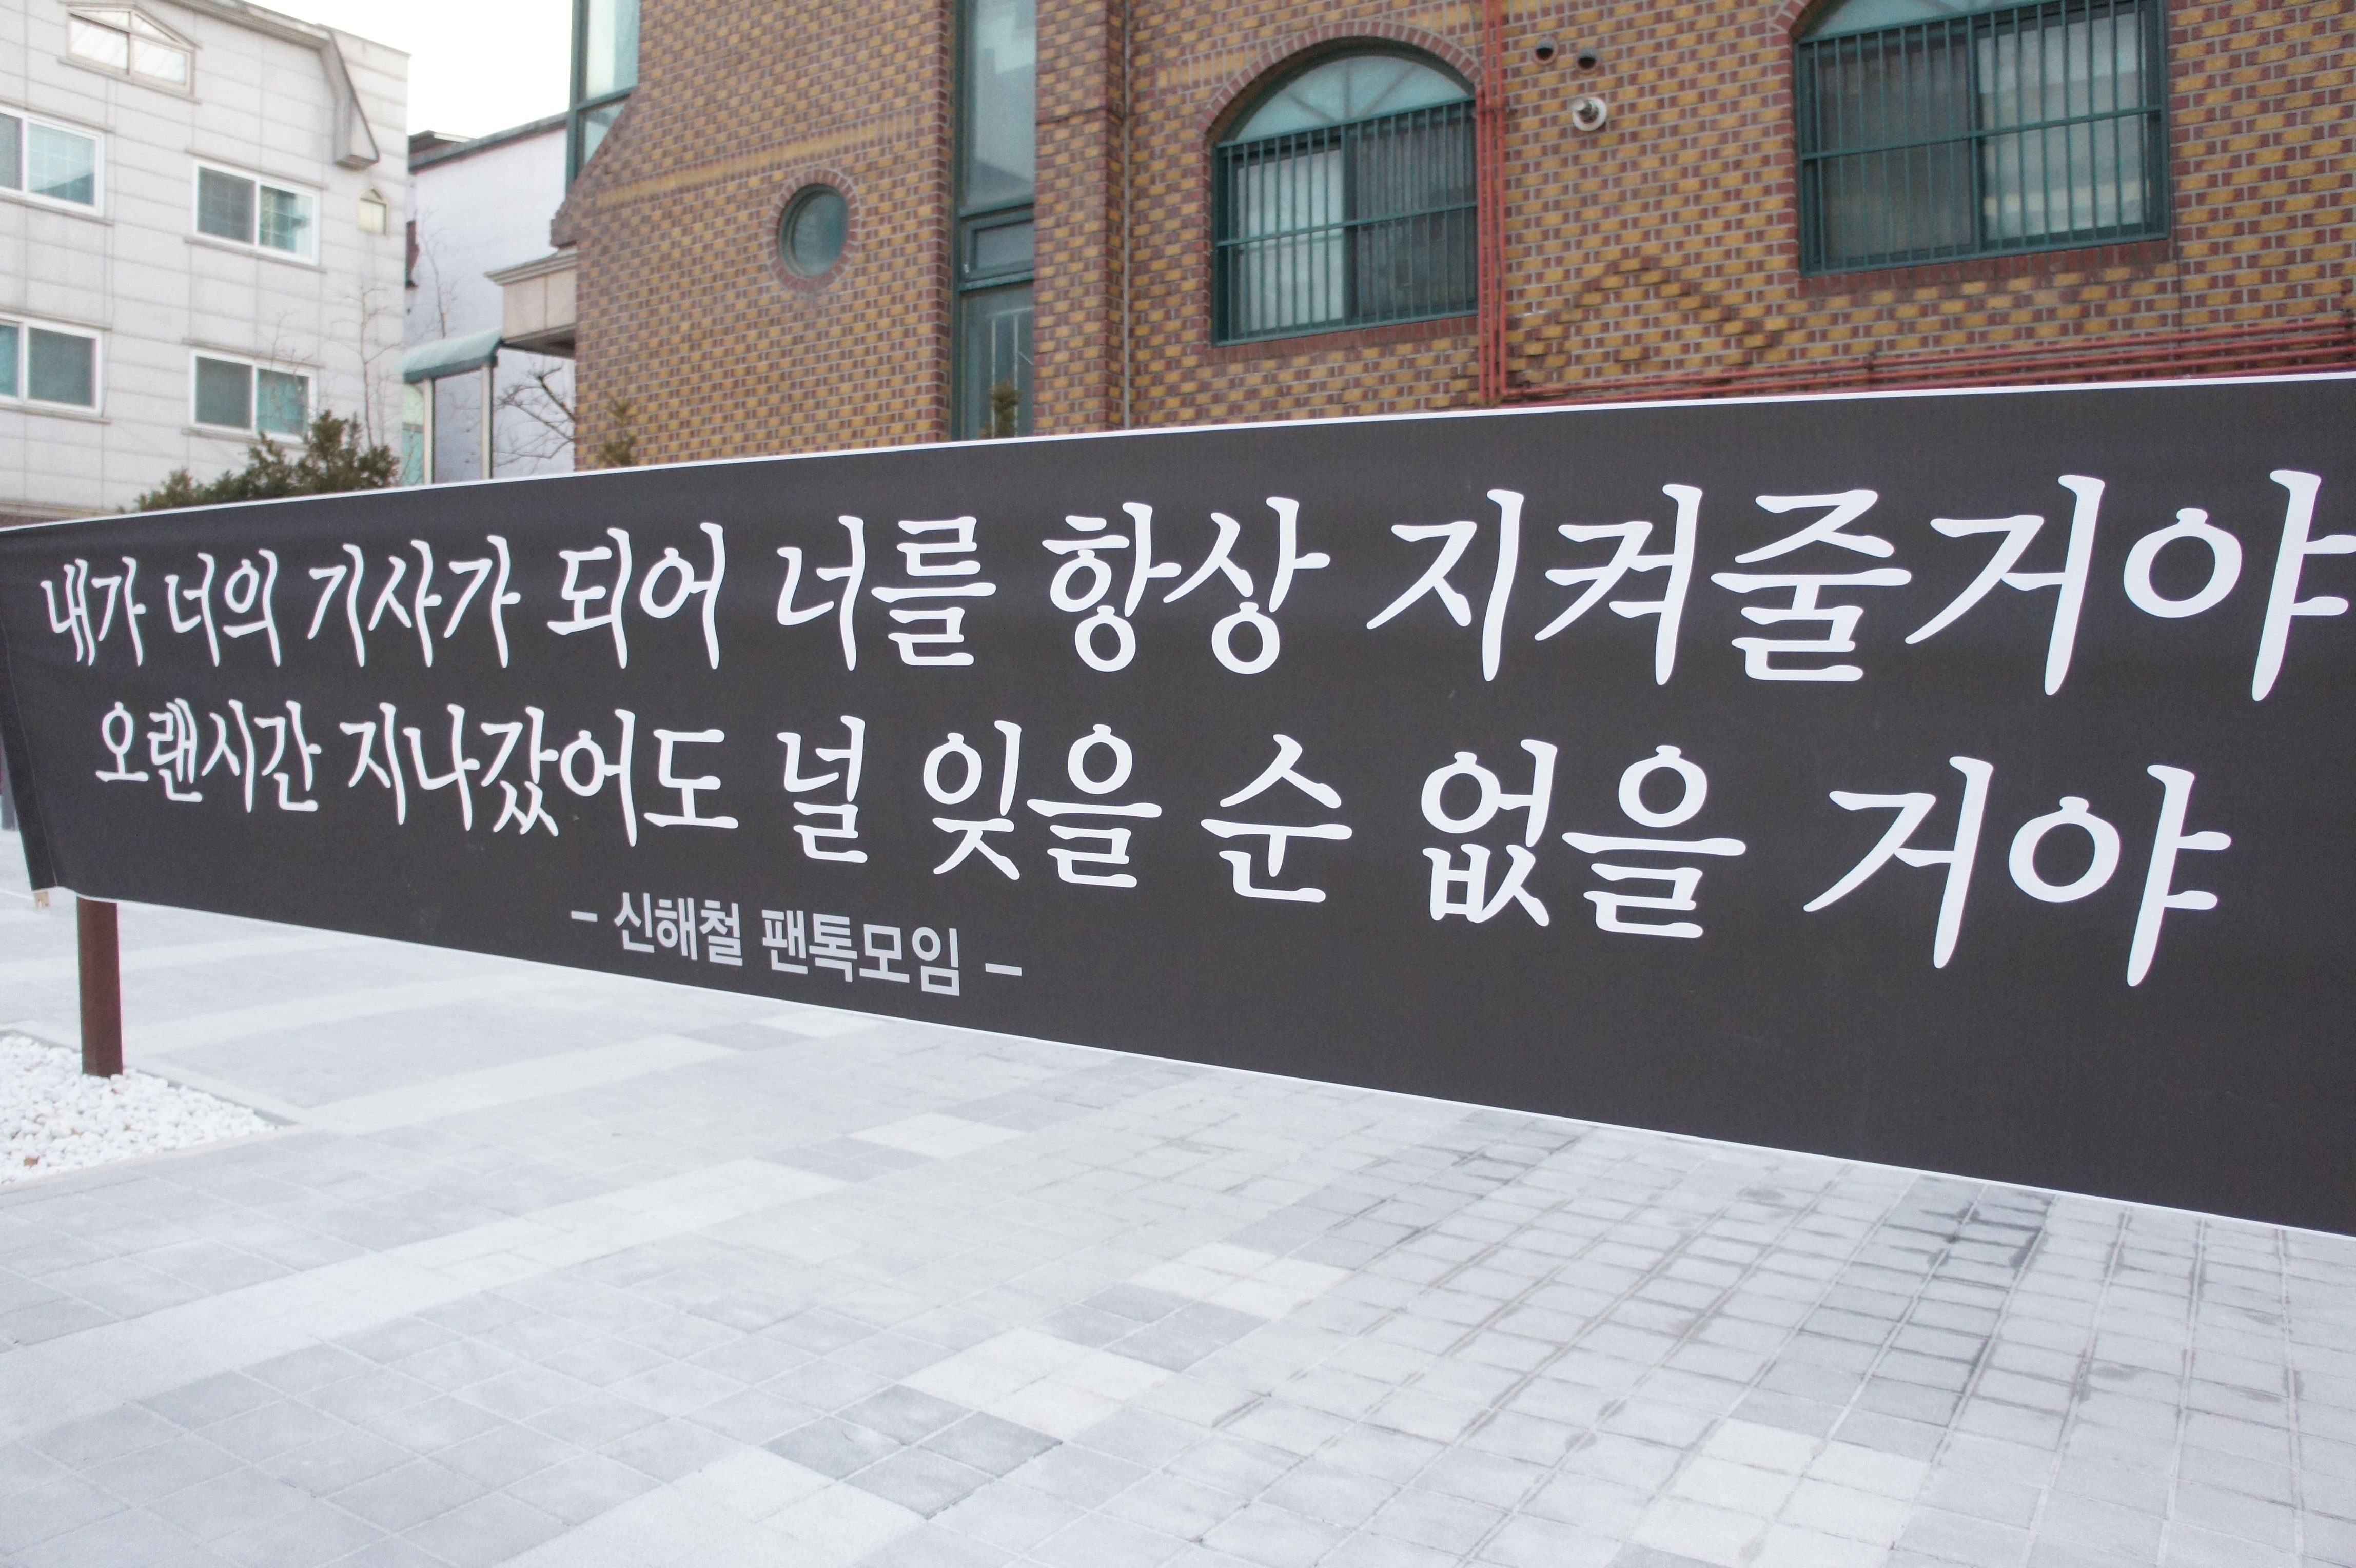 내가 너의 기사가 되어 너를 항상 지켜줄거야
오랜시간 지나갔어도 널 잊을 순 없을 거야
- 신해철 팬톡모임 -